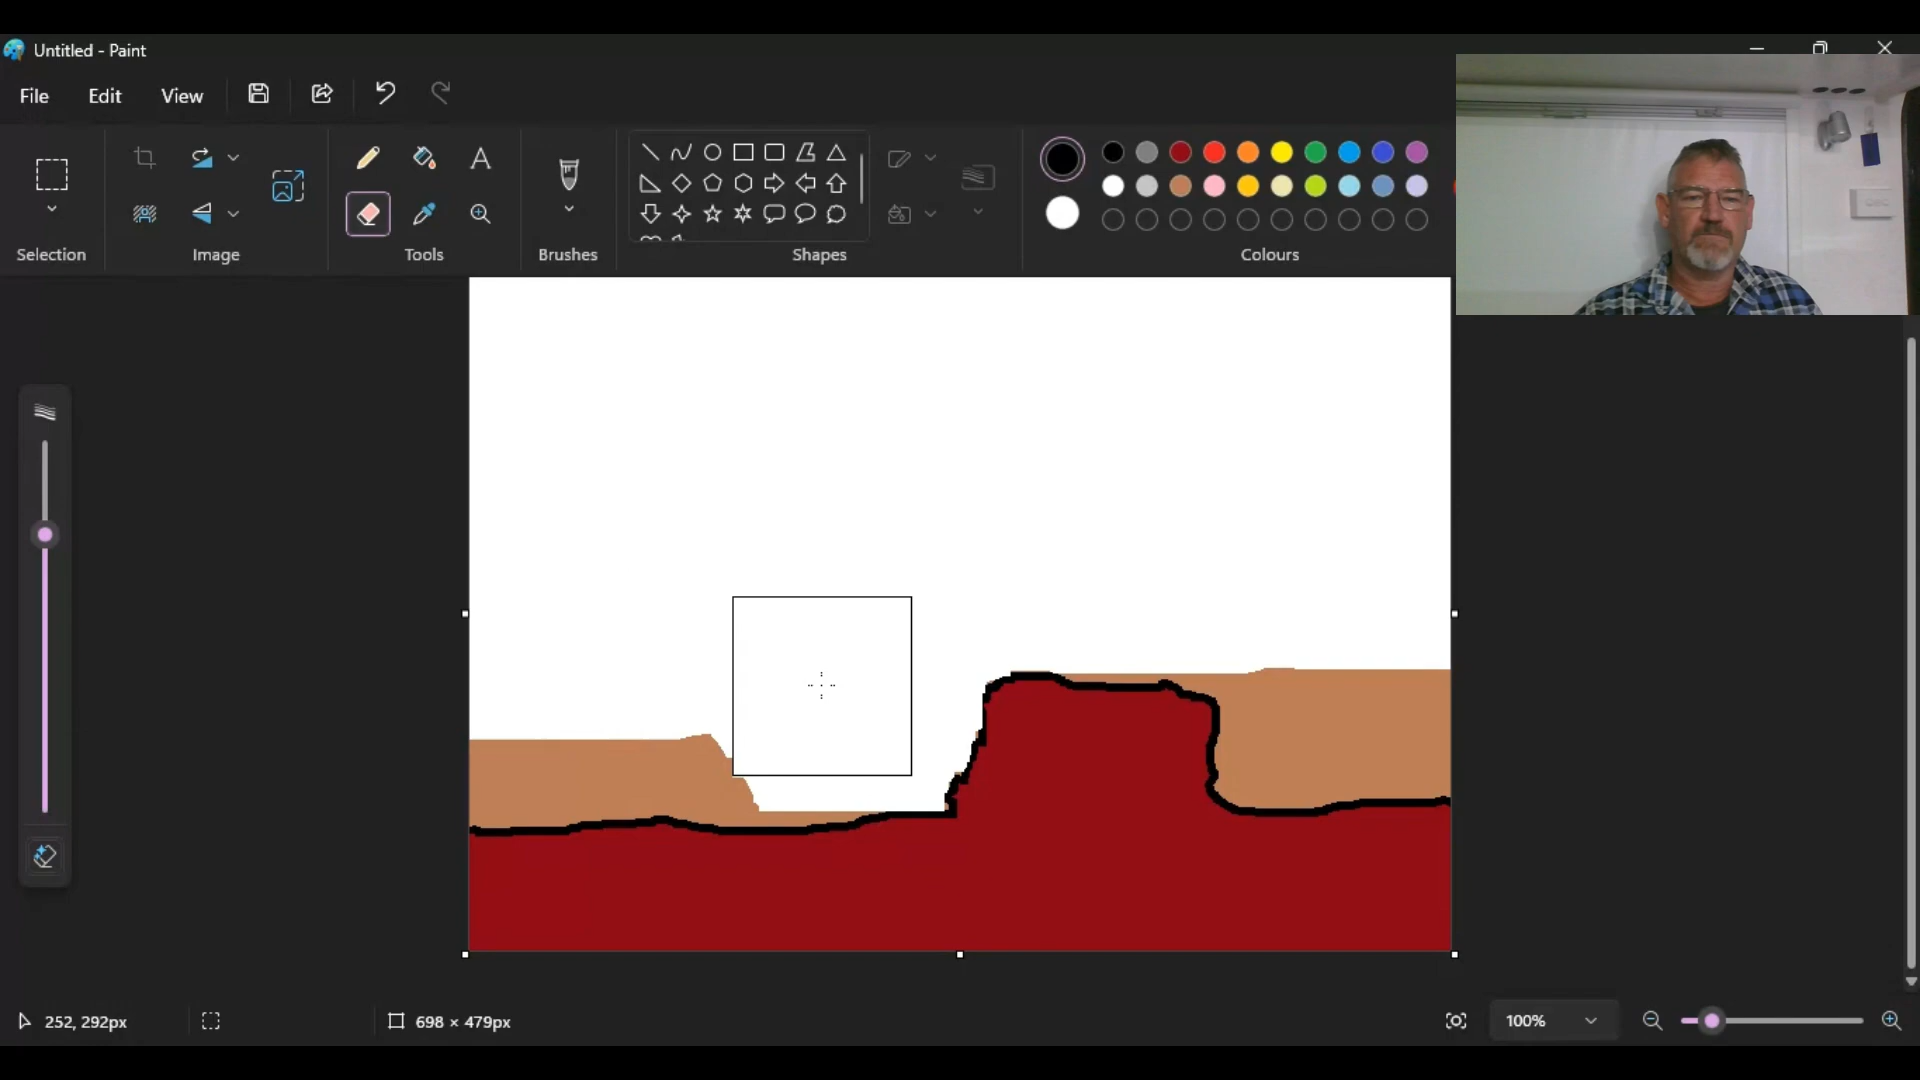 Untitled - Paint
File Edit View
Selection Image Tools Brushes Shapes Colours
252, 292px
698 × 479px
100%